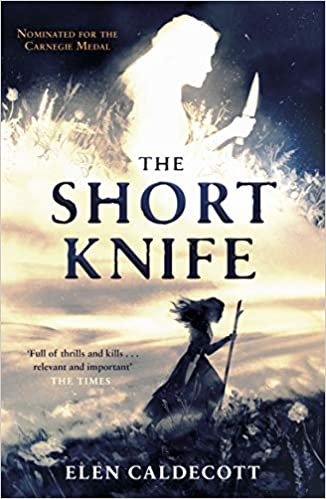 NOMINATED FOR THE
CARNEGIE MEDAL
THE
SHORT
KNIFE
'Full of thrills and kills . . .
relevant and important'
THE TIMES
ELEN CALDECOTT